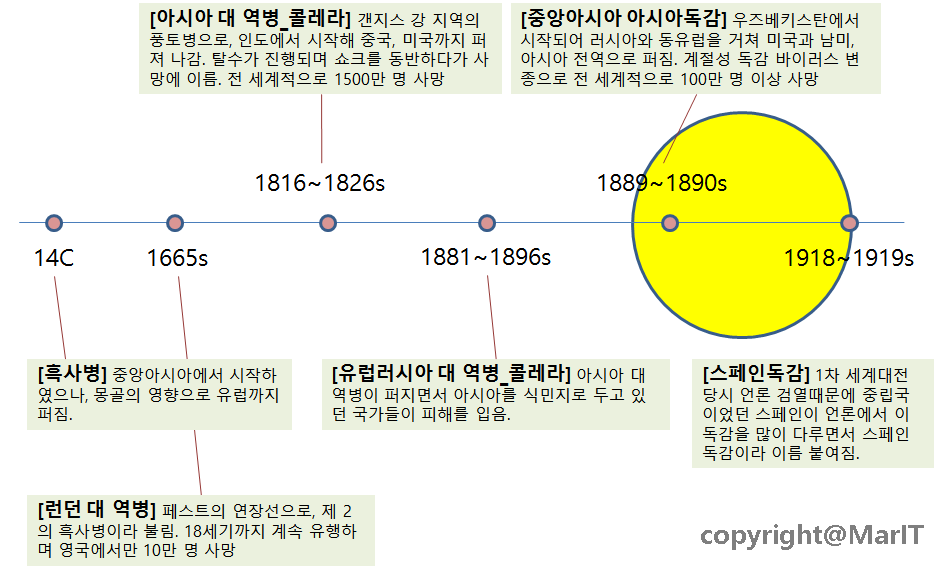 [아시아 대 역병_콜레라] 갠지스 강 지역의
풍토병으로, 인도에서 시작해 중국, 미국까지 퍼
져 나감. 탈수가 진행되며 쇼크를 동반하다가 사
망에 이름. 전 세계적으로 1500만 명 사망
[중앙아시아 아시아독감] 우즈베키스탄에서
시작되어 러시아와 동유럽을 거쳐 미국과 남미,
아시아 전역으로 퍼짐. 계절성 독감 바이러스 변
종으로 전 세계적으로 100만 명 이상 사망
1816~1826s
1889~1890s
14C
1665s
1881~1896s
1918~1919s
[흑사병] 중앙아시아에서 시작하
였으나, 몽골의 영향으로 유럽까지
퍼짐.
[유럽러시아 대 역병_콜레라] 아시아 대
역병이 퍼지면서 아시아를 식민지로 두고 있
던 국가들이 피해를 입음.
[스페인독감] 1차 세계대전
당시 언론 검열때문에 중립국
이었던 스페인이 언론에서 이
독감을 많이 다루면서 스페인
독감이라 이름 붙여짐.
[런던 대 역병] 페스트의 연장선으로, 제 2
의 흑사병이라 불림. 18세기까지 계속 유행하
며 영국에서만 10만 명 사망
copyright@MarIT